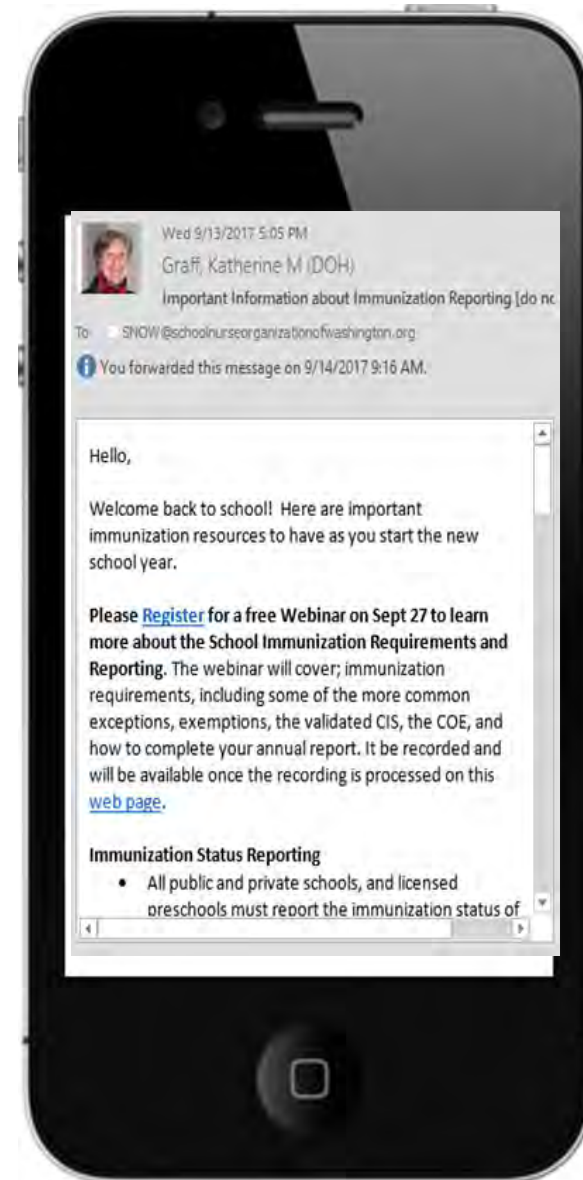 Wed 9/13/2017 5:05 PM
Graff, Katherine M (DOH)
Important Information about Immunization Reporting [do nc
To SNOW@schoolnurseorganizationofwashington.org
You forwarded this message on 9/14/2017 9:16 AM.
Hello,
Welcome back to school! Here are important
immunization resources to have as you start the new
school year.
Please Register for a free Webinar on Sept 27 to learn
more about the School Immunization Requirements and
Reporting. The webinar will cover; immunization
requirements, including some of the more common
exceptions, exemptions, the validated CIS, the COE, and
how to complete your annual report. It be recorded and
will be available once the recording is processed on this
web page.
Immunization Status Reporting
• All public and private schools, and licensed
preschools must report the immunization status of